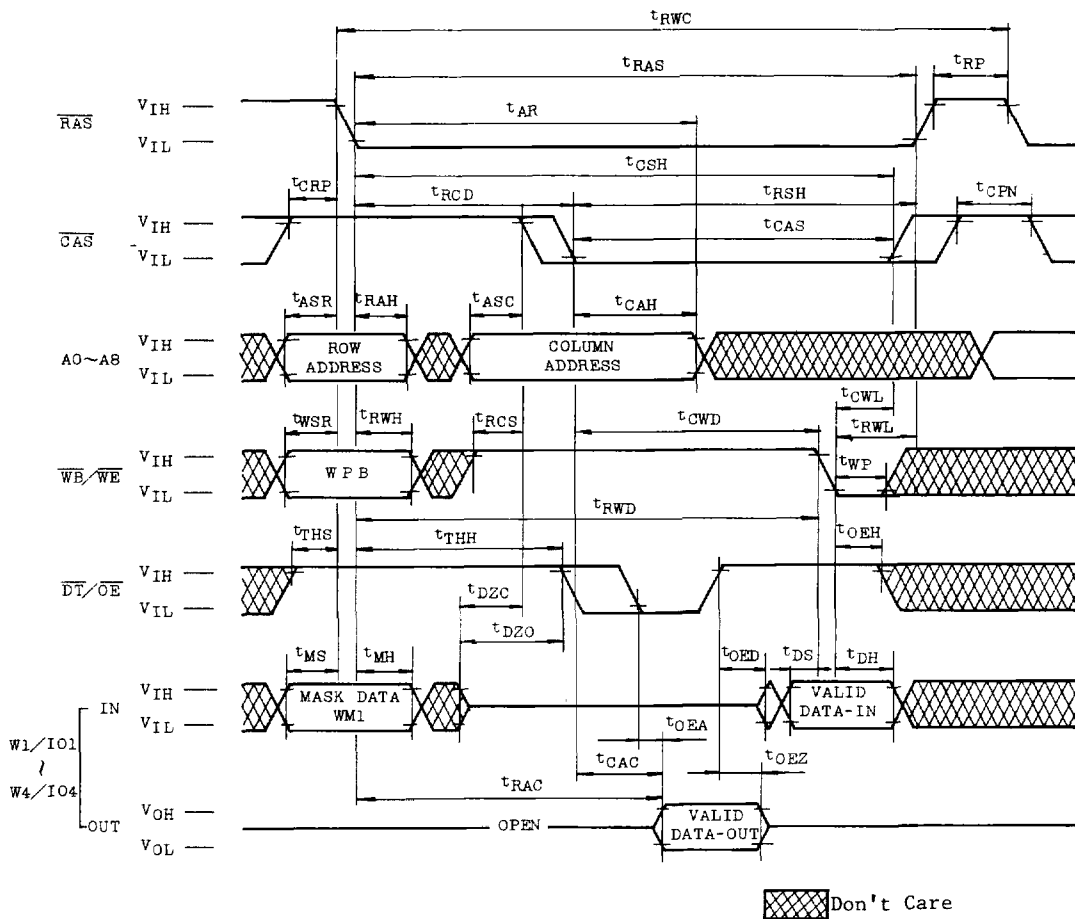 tRWC
tRAS
tRP
RAS
VIH
VIL
tAR
tCSH
tCRP
tRCD
tRSH
tCPN
CAS
VIH
VIL
tCAS
tASR
tRAH
tASC
tCAH
A0~A8
VIH
VIL
ROW
ADDRESS
COLUMN
ADDRESS
tCWL
tWSR
tRWH
tRCS
tCWD
tRWL
WB/WE
VIH
VIL
WPB
tWP
tRWD
tTHS
tTHH
tOEH
DT/OE
VIH
VIL
tDZC
tDZO
tMS
tMH
tOED
tDS
tDH
IN
VIH
VIL
MASK DATA
WM1
VALID
DATA-IN
W1/IO1
~
W4/IO4
tOEA
tCAC
tOEZ
tRAC
OUT
VOH
VOL
OPEN
VALID
DATA-OUT
Don't Care